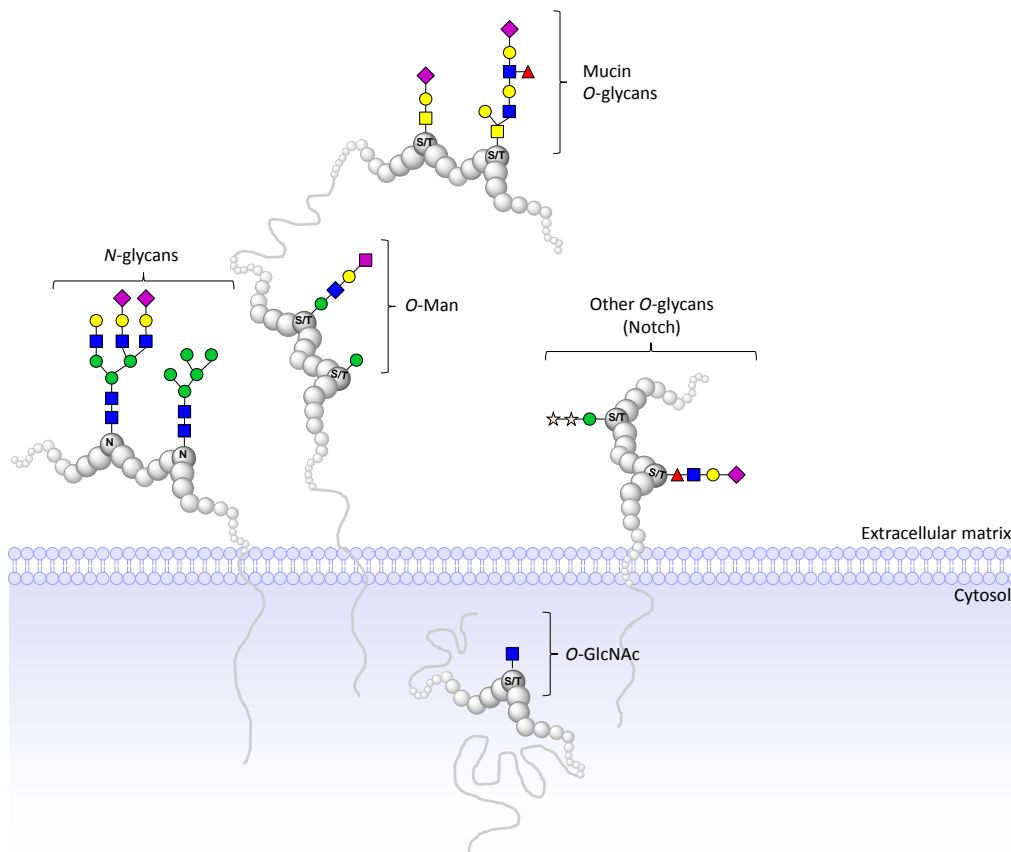 Mucin
O-glycans
S/T
S/T
N-glycans
O-Man
S/T
S/T
Other O-glycans
(Notch)
S/T
S/T
N
N
Extracellular matrix
Cytosol
O-GlcNAc
S/T